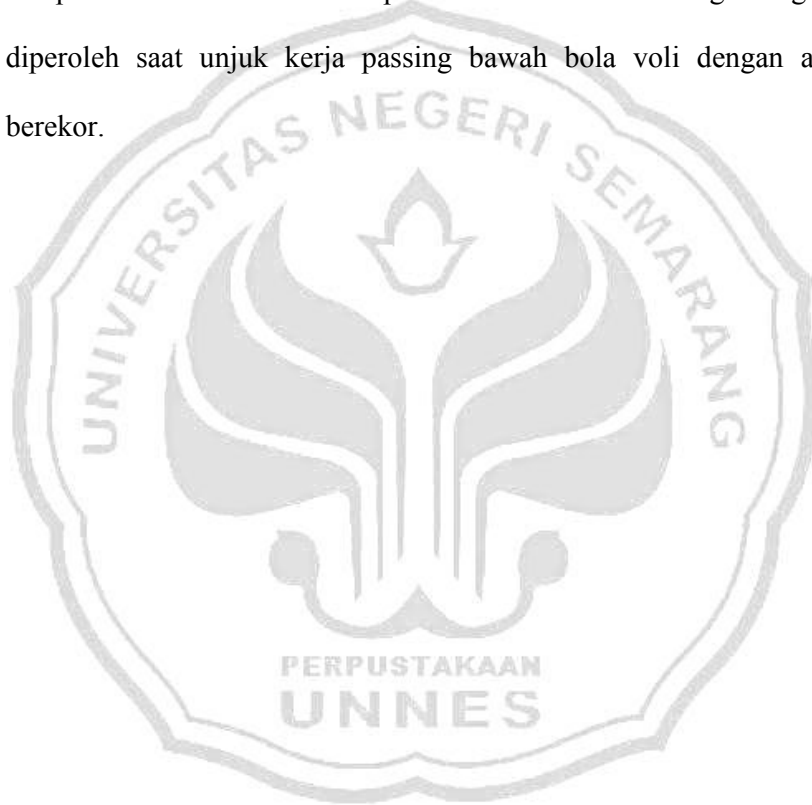 diperoleh saat unjuk kerja passing bawah bola voli dengan a
berekor.
UNIVERSITAS NEGERI SEMARANG
PERPUSTAKAAN
UNNES